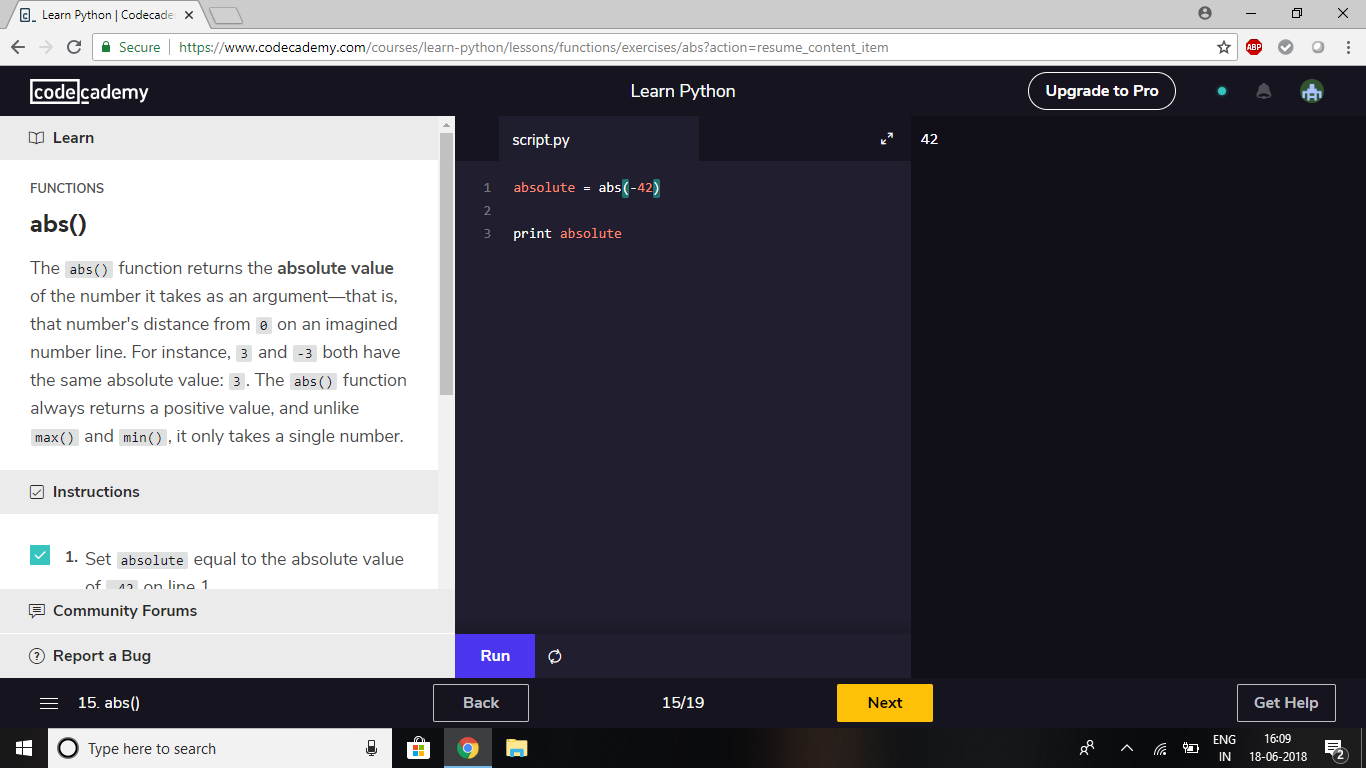 Learn Python | Codecade
Secure
https://www.codecademy.com/courses/learn-python/lessons/functions/exercises/abs?action=resume_content_item
ABP
codecademy
Learn Python
Upgrade to Pro
Learn
FUNCTIONS
abs()
The abs() function returns the absolute value
of the number it takes as an argument—that is,
that number's distance from 0 on an imagined
number line. For instance, 3 and -3 both have
the same absolute value: 3. The abs() function
always returns a positive value, and unlike
max() and min(), it only takes a single number.
Instructions
1. Set absolute equal to the absolute value
of -42 on line 1
Community Forums
? Report a Bug
script.py
1 absolute = abs(-42)
2
3 print absolute
Run
42
15. abs()
Back
15/19
Next
Get Help
Type here to search
ENG
IN
16:09
18-06-2018
2